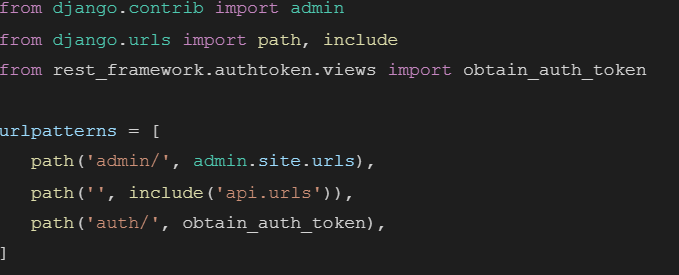 from django.contrib import admin
from django.urls import path, include
from rest_framework.authtoken.views import obtain_auth_token
urlpatterns = [
path('admin/', admin.site.urls),
path('', include('api.urls')),
path('auth/', obtain_auth_token),
]